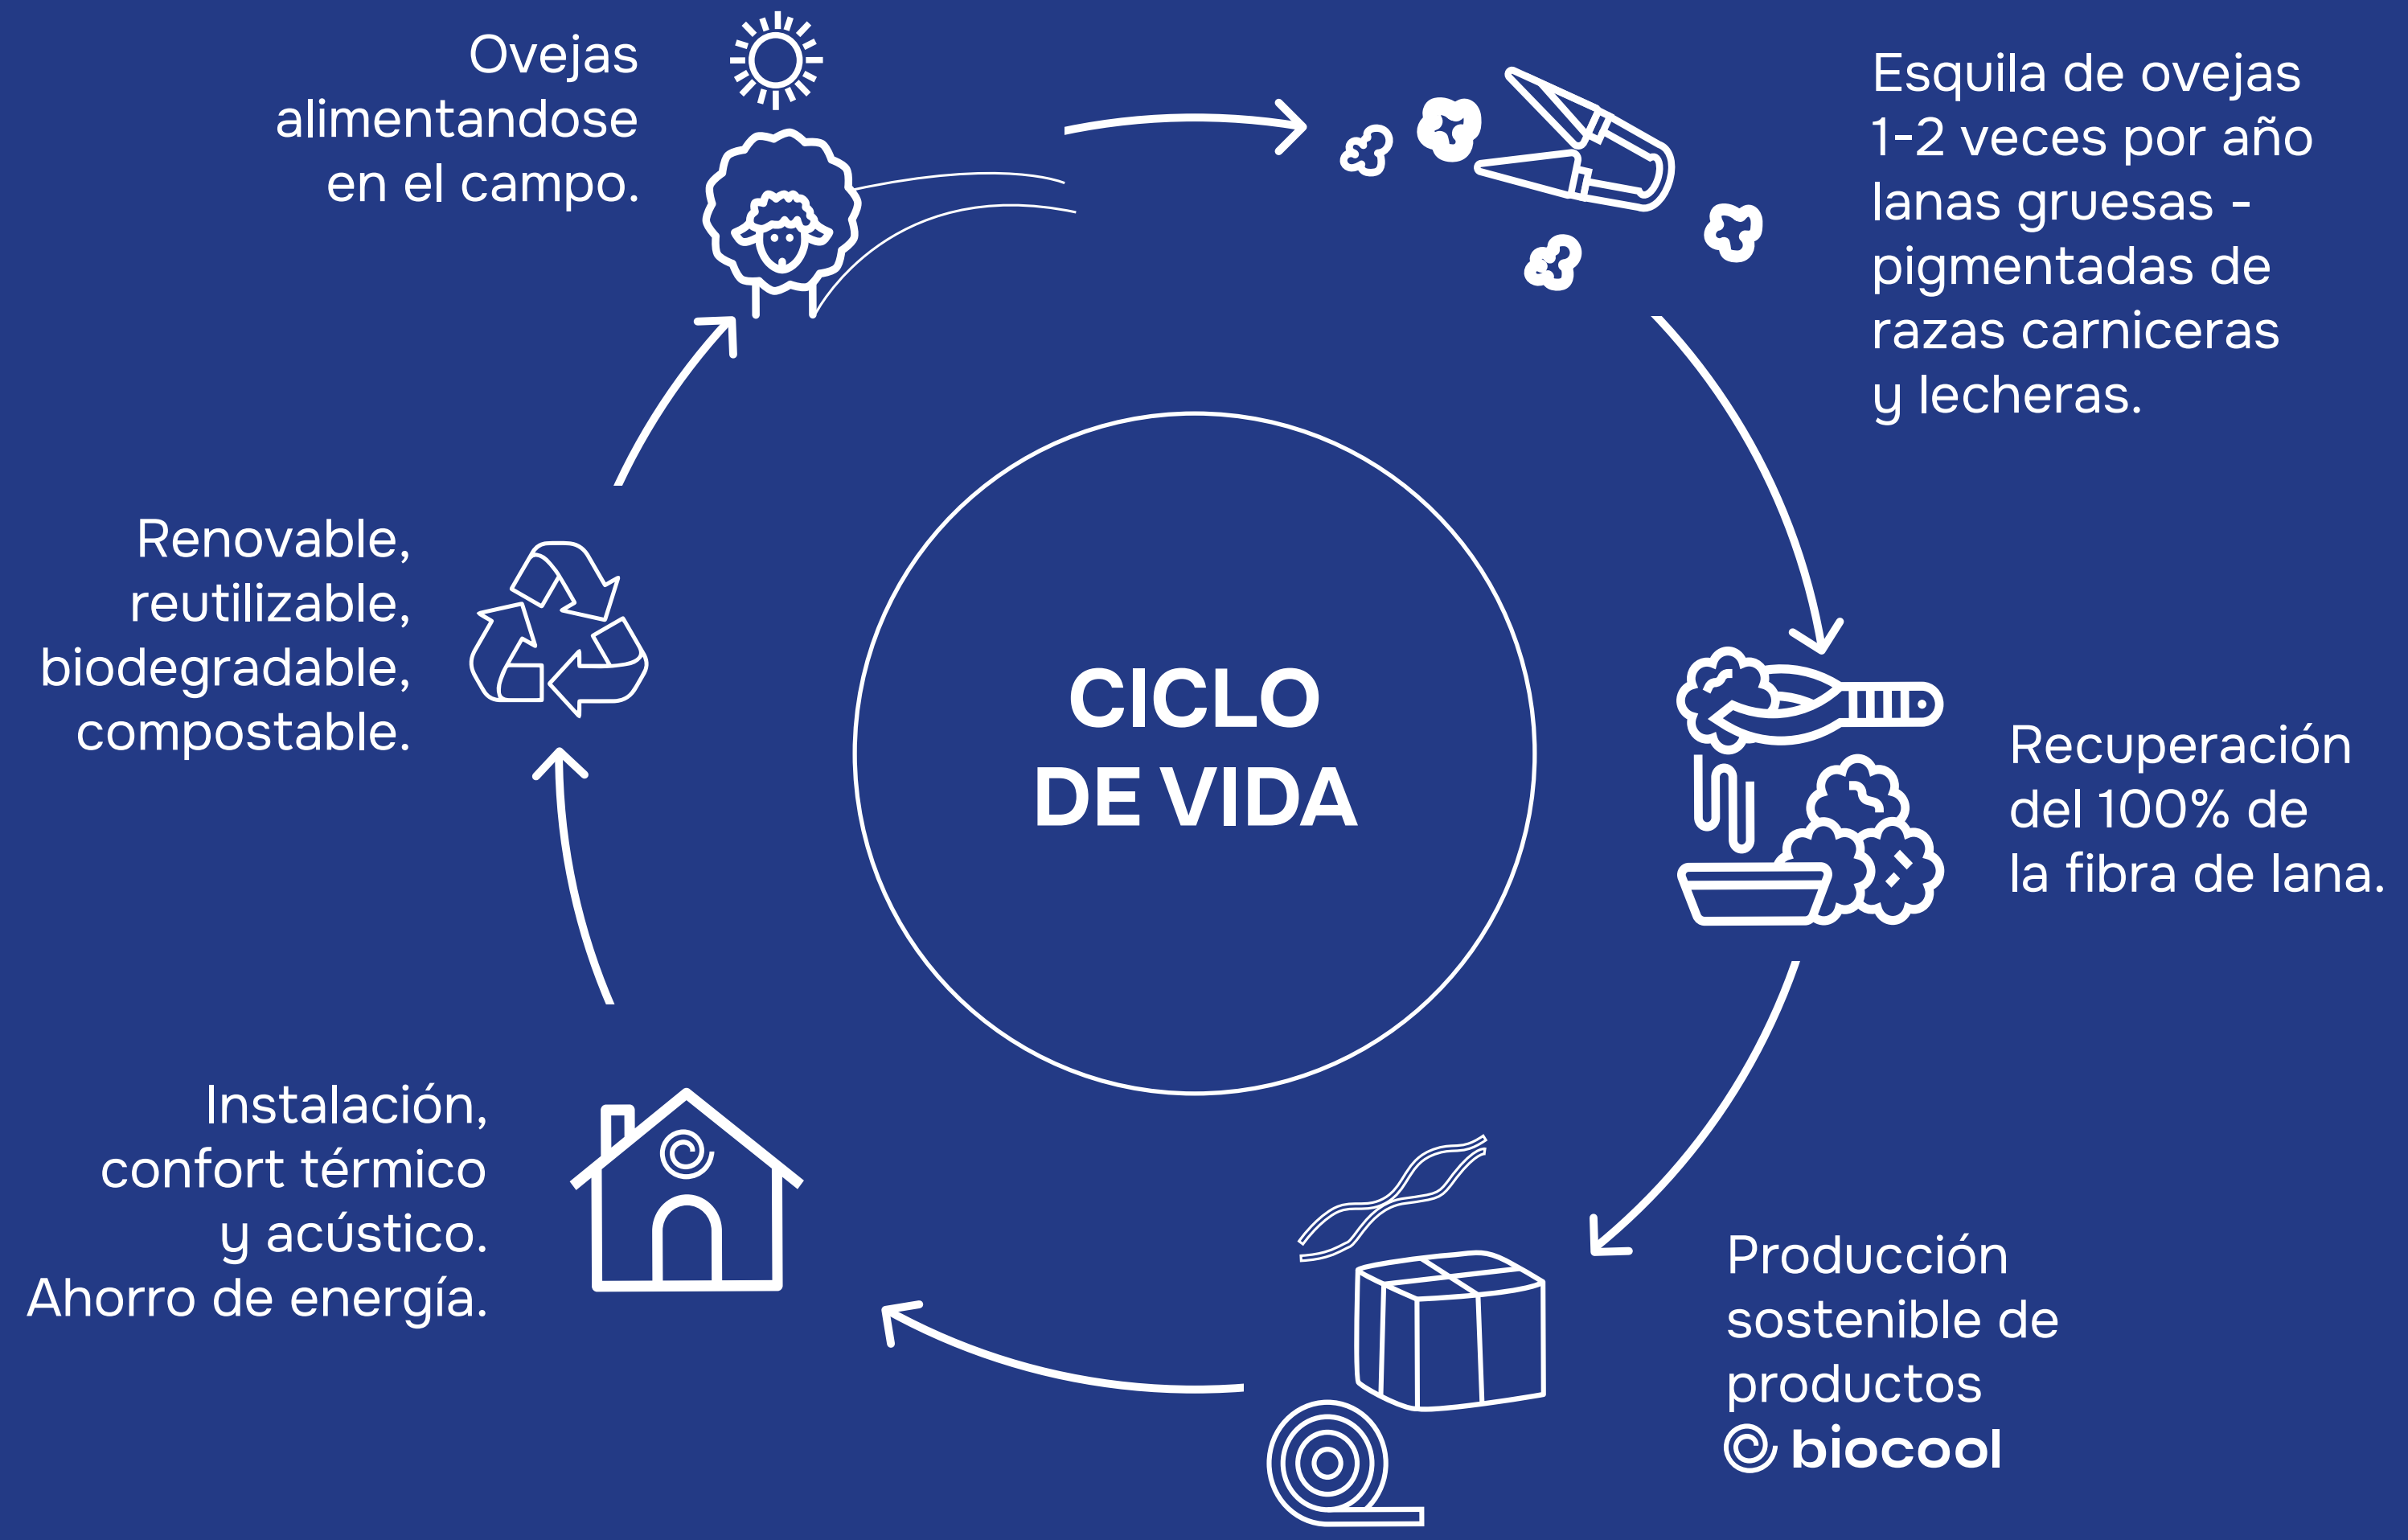 Ovejas
alimentandose
en el campo.
Esquila de ovejas
1-2 veces por año
lanas gruesas -
pigmentadas de
razas carniceras
y lecheras.
Recuperación
del 100% de
la fibra de lana.
Producción
sostenible de
productos
biocool
Instalación,
confort térmico
y acústico.
Ahorro de energía.
Renovable,
reutilizable,
biodegradable,
compostable.
CICLO
DE VIDA